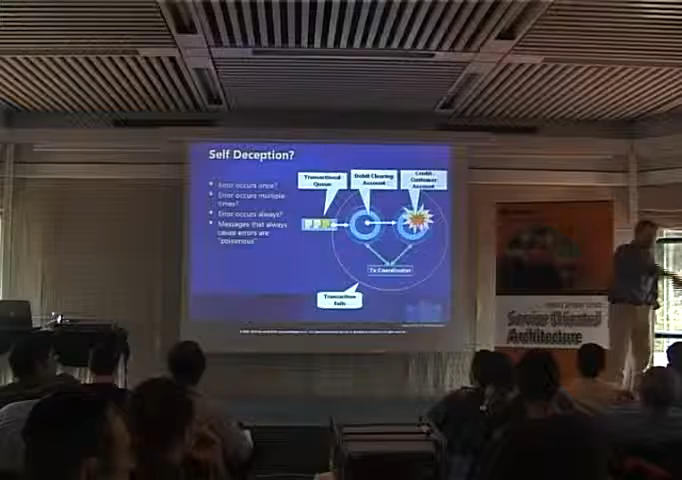 Self Deception?
Error occurs once?
Error occurs multiple
times?
Error occurs always?
Messages that always
cause errors are
"poisonous"
Transactional
Queue
Debit Clearing
Account
Credit
Customer
Account
Tx Coordinator
Transaction
fails
Service Oriented
Architecture